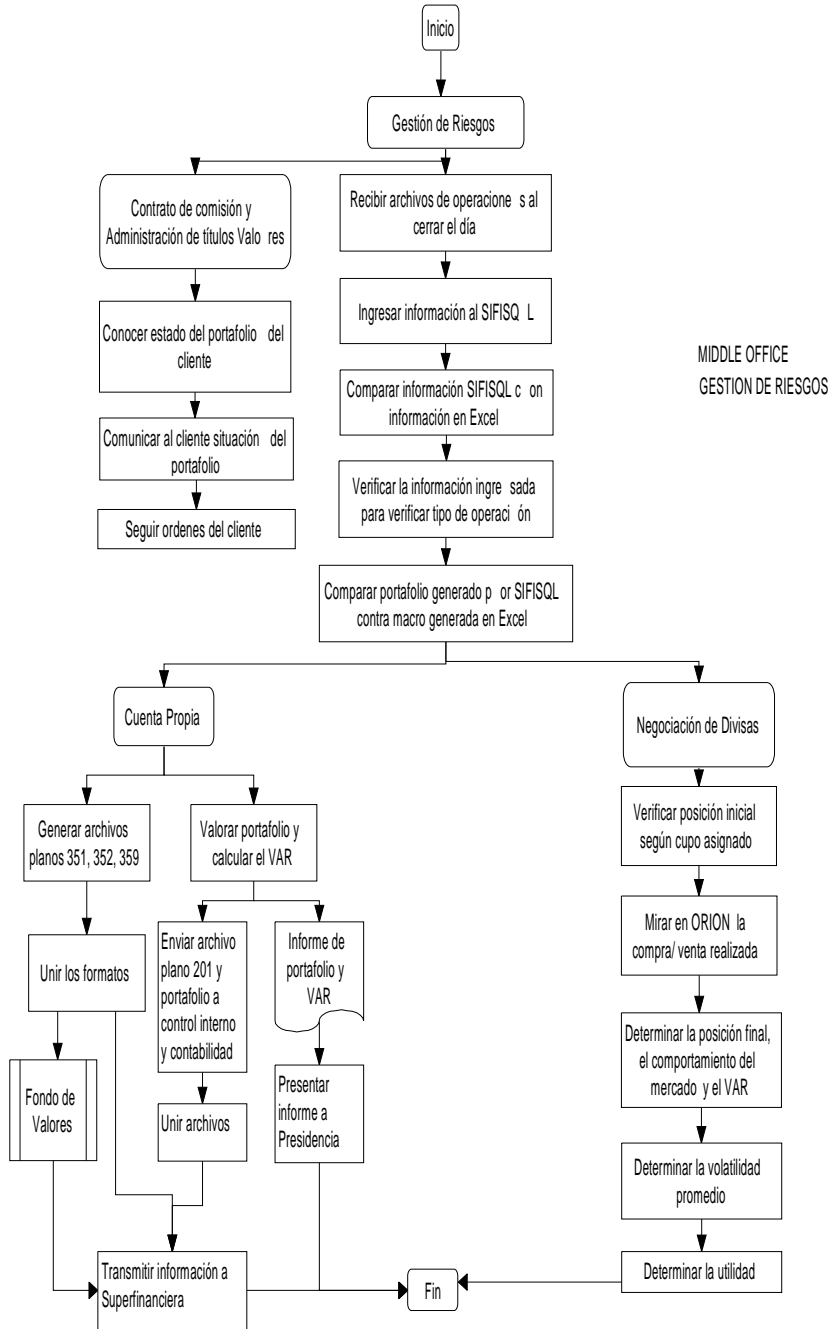 Inicio
Gestión de Riesgos
Contrato de comisión y
Administración de títulos Valo res
Recibir archivos de operacione s al
cerrar el día
Conocer estado del portafolio del
cliente
Ingresar información al SIFISQ L
MIDDLE OFFICE
GESTION DE RIESGOS
Comparar información SIFISQL c on
información en Excel
Comunicar al cliente situación del
portafolio
Verificar la información ingre sada
para verificar tipo de operaci ón
Seguir ordenes del cliente
Comparar portafolio generado p or SIFISQL
contra macro generada en Excel
Cuenta Propia
Negociación de Divisas
Generar archivos
planos 351, 352, 359
Valorar portafolio y
calcular el VAR
Verificar posición inicial
según cupo asignado
Unir los formatos
Enviar archivo
plano 201 y
portafolio a
control interno
y contabilidad
Informe de
portafolio y
VAR
Mirar en ORION la
compra/ venta realizada
Determinar la posición final,
el comportamiento del
mercado y el VAR
Fondo de
Valores
Unir archivos
Presentar
informe a
Presidencia
Determinar la volatilidad
promedio
Transmitir información a
Superfinanciera
Fin
Determinar la utilidad